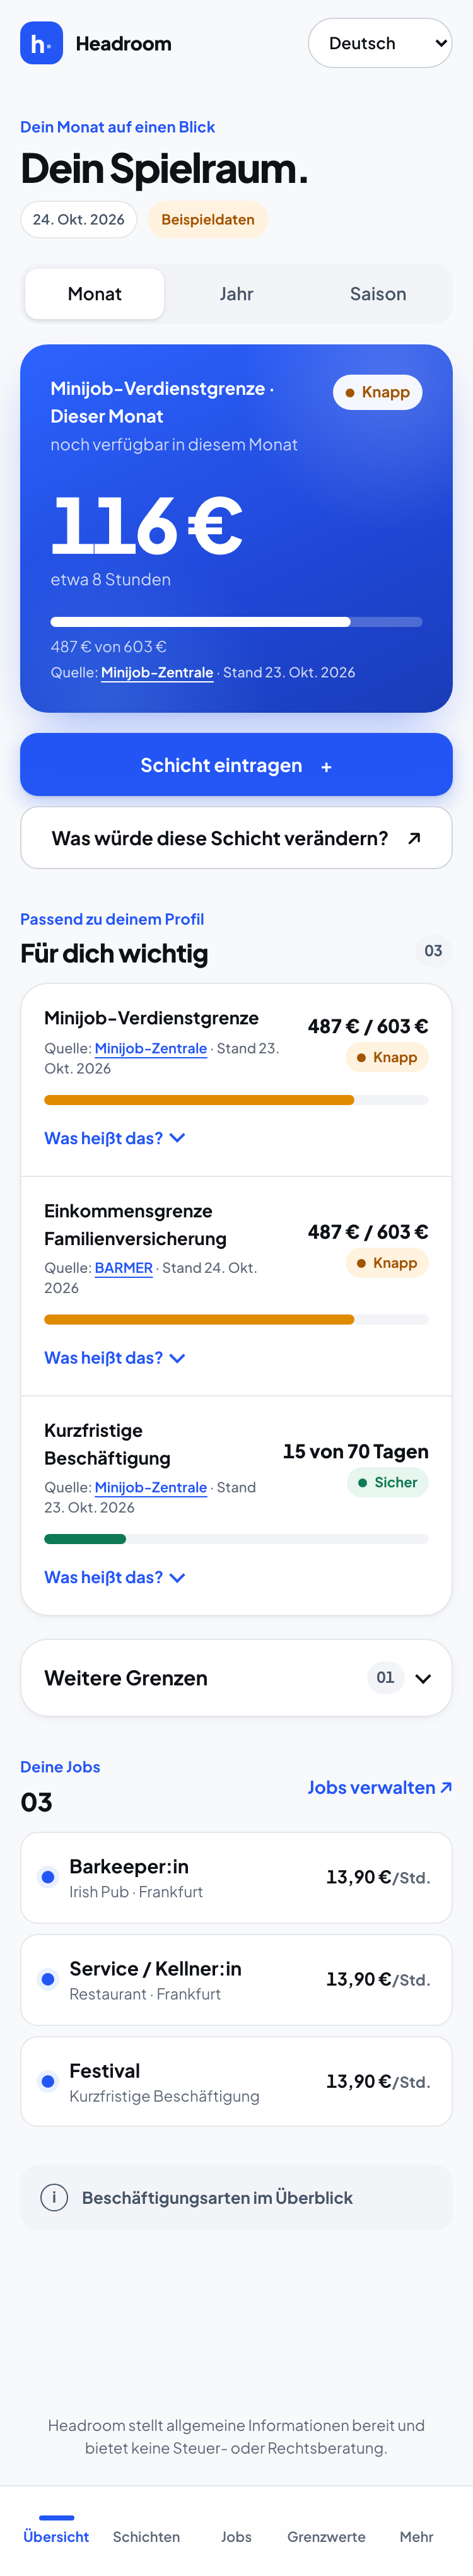 h.
Headroom
Deutsch
Dein Monat auf einen Blick
Dein Spielraum.
24. Okt. 2026
Beispieldaten
Monat
Jahr
Saison
Minijob-Verdienstgrenze ·
Dieser Monat
Knapp
noch verfügbar in diesem Monat
116 €
etwa 8 Stunden
487 € von 603 €
Quelle: Minijob-Zentrale · Stand 23. Okt. 2026
Schicht eintragen +
Was würde diese Schicht verändern? ↗
Passend zu deinem Profil
Für dich wichtig
03
Minijob-Verdienstgrenze
487 € / 603 €
Quelle: Minijob-Zentrale · Stand 23.
Okt. 2026
Knapp
Was heißt das?
Einkommensgrenze
Familienversicherung
487 € / 603 €
Quelle: BARMER · Stand 24. Okt.
2026
Knapp
Was heißt das?
Kurzfristige
Beschäftigung
15 von 70 Tagen
Quelle: Minijob-Zentrale · Stand
23. Okt. 2026
Sicher
Was heißt das?
Weitere Grenzen
01
Deine Jobs
03
Jobs verwalten ↗
Barkeeper:in
Irish Pub · Frankfurt
13,90 €/Std.
Service / Kellner:in
Restaurant · Frankfurt
13,90 €/Std.
Festival
Kurzfristige Beschäftigung
13,90 €/Std.
i
Beschäftigungsarten im Überblick
Headroom stellt allgemeine Informationen bereit und
bietet keine Steuer- oder Rechtsberatung.
Übersicht
Schichten
Jobs
Grenzwerte
Mehr